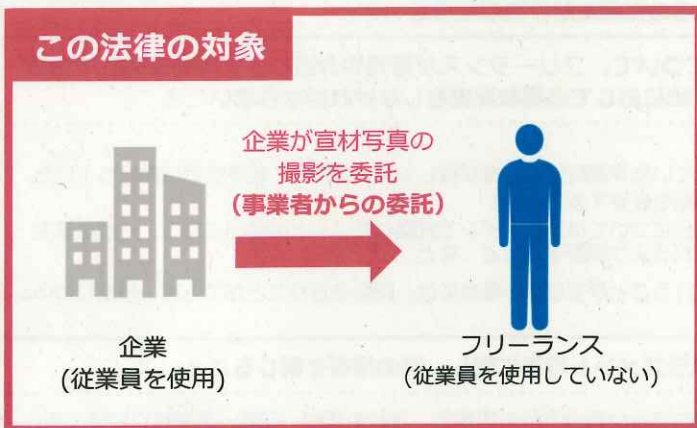 この法律の対象
企業が宣材写真の
撮影を委託
(事業者からの委託)
企業
(従業員を使用)
フリーランス
(従業員を使用していない)